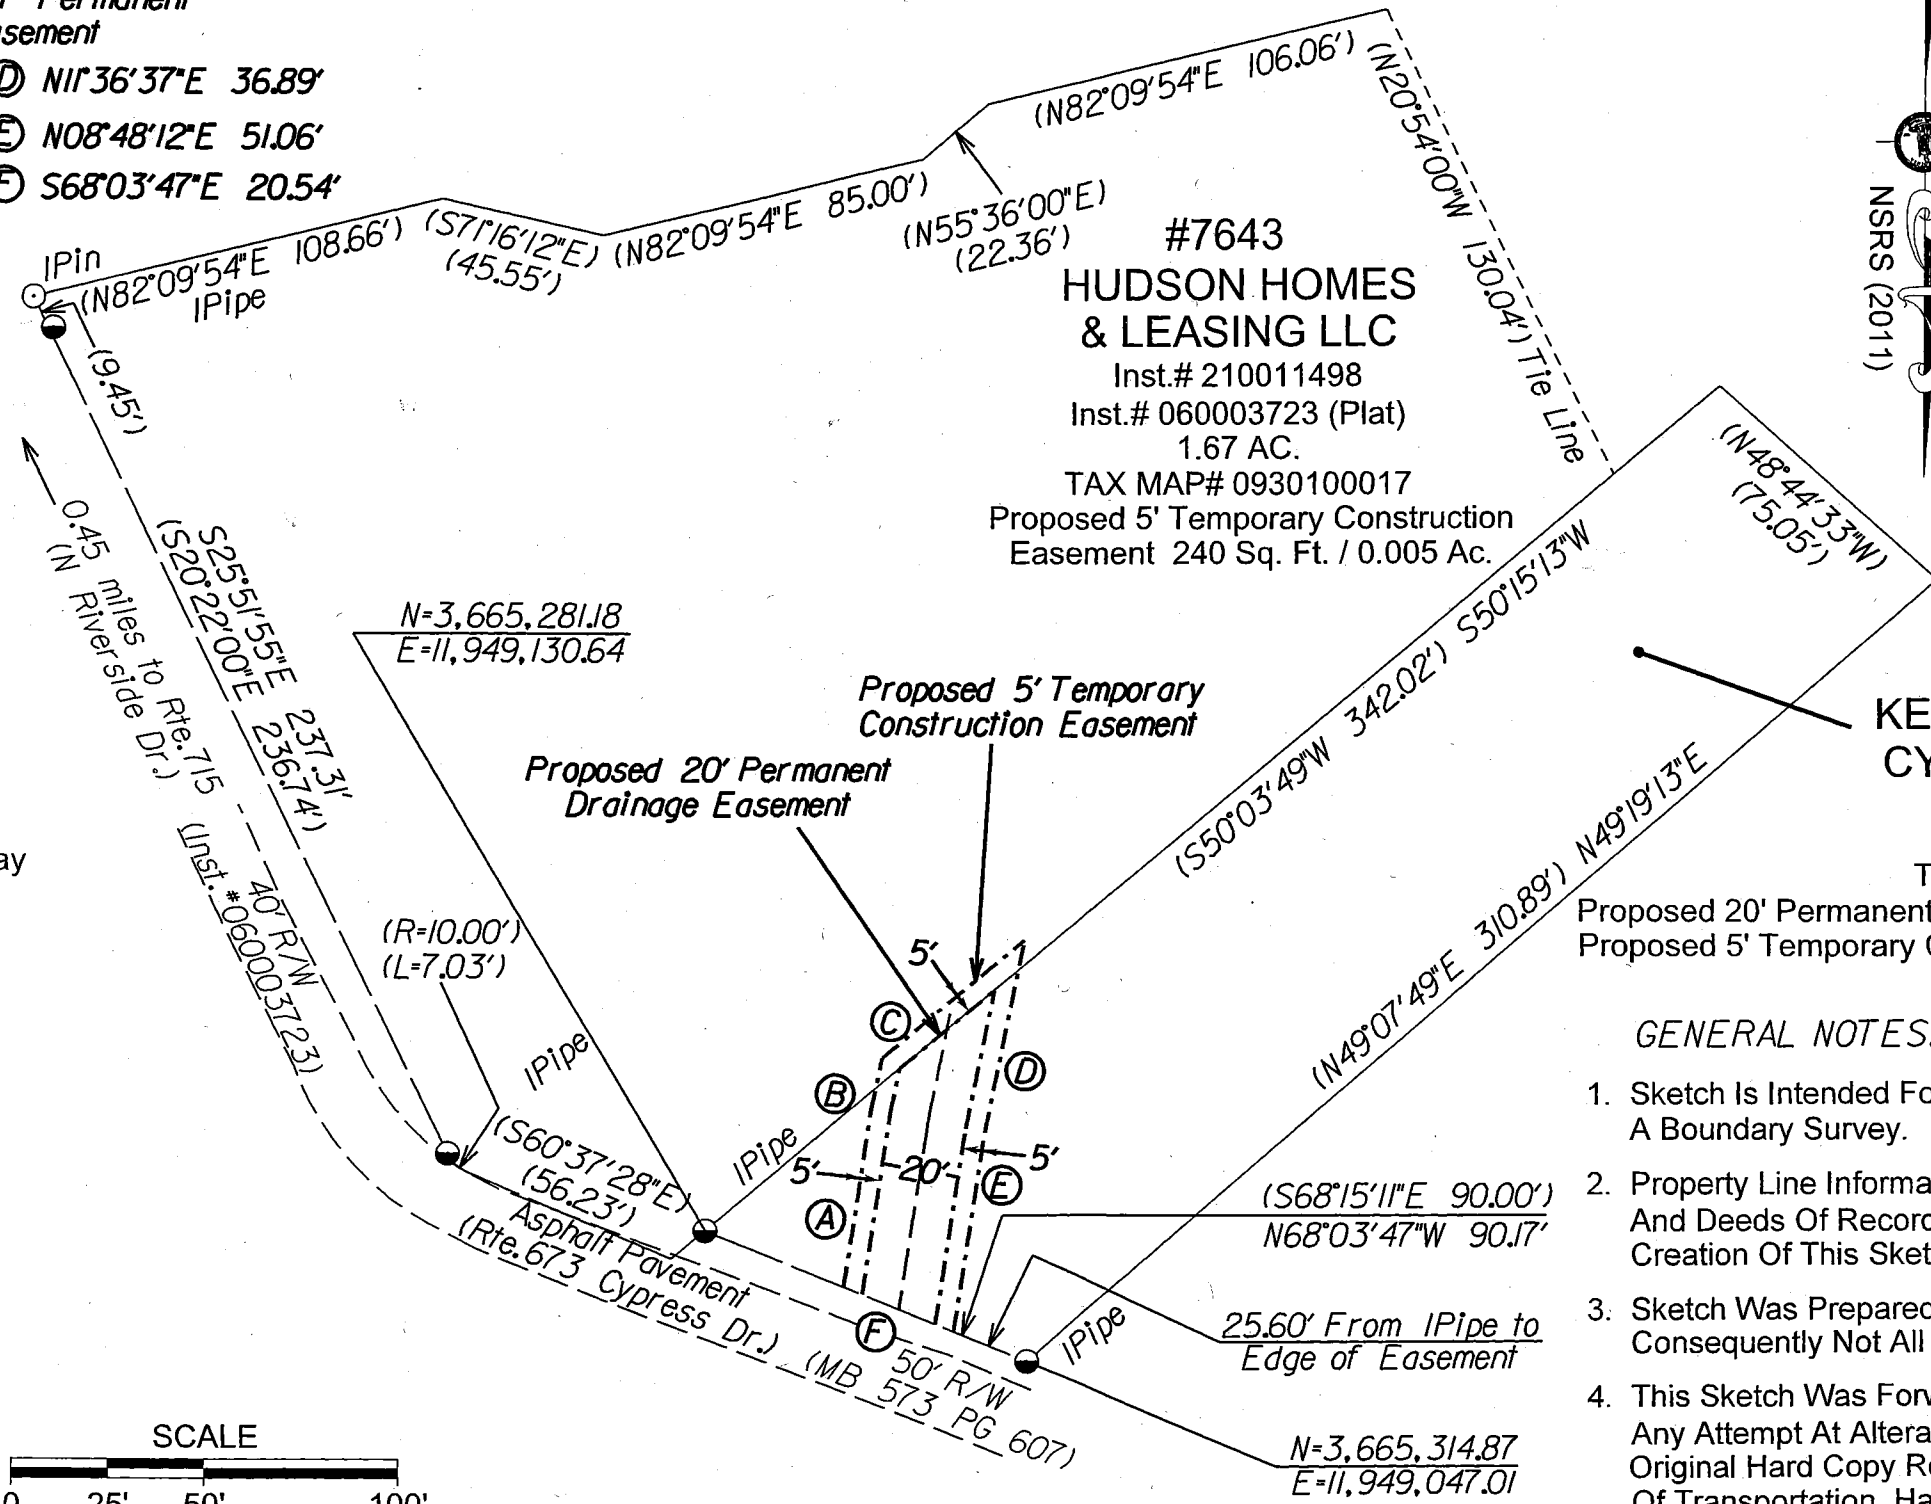 Permanent
sement
D N11°36'37"E 36.89'
E N08°48'12"E 51.06'
F S68°03'47"E 20.54'
IPin
(N82°09'54"E 108.66')
IPipe
(S71°16'12"E)
(45.55')
(N82°09'54"E 85.00')
(N55°36'00"E)
(22.36')
(N82°09'54"E 106.06')
(N20°54'00"W 130.04') Tie Line
NSRS (2011)
(9.45')
#7643
HUDSON HOMES
& LEASING LLC
Inst.# 210011498
Inst.# 060003723 (Plat)
1.67 AC.
TAX MAP# 0930100017
Proposed 5' Temporary Construction
Easement 240 Sq. Ft. / 0.005 Ac.
(N48°44'33"W)
(75.05')
S25°51'55"E 237.31'
(S20°22'00"E 236.74')
0.45 miles to Rte.715
(N Riverside Dr.)
40' R/W
(Inst.#060003723)
N=3,665,281.18
E=11,949,130.64
Proposed 5' Temporary
Construction Easement
Proposed 20' Permanent
Drainage Easement
(S50°03'49"W 342.02') S50°15'13"W
(N49°07'49"E 310.89') N49°19'13"E
KE
CY
ay
T
Proposed 20' Permanent
Proposed 5' Temporary
(R=10.00')
(L=7.03')
5'
C
D
B
IPipe
IPipe
(S60°37'28"E)
(56.23')
5'
20'
5'
E
A
(S68°15'11"E 90.00')
N68°03'47"W 90.17'
Asphalt Pavement
(Rte.673 Cypress Dr.) (MB 573 PG 607)
F
50' R/W
25.60' From IPipe to
Edge of Easement
IPipe
N=3,665,314.87
E=11,949,047.01
GENERAL NOTES
1. Sketch Is Intended Fo
A Boundary Survey.
2. Property Line Informa
And Deeds Of Record
Creation Of This Sket
3. Sketch Was Prepared
Consequently Not All
4. This Sketch Was Forw
Any Attempt At Altera
Original Hard Copy Re
Of Transportation, Ha
SCALE
0 25' 50' 100'